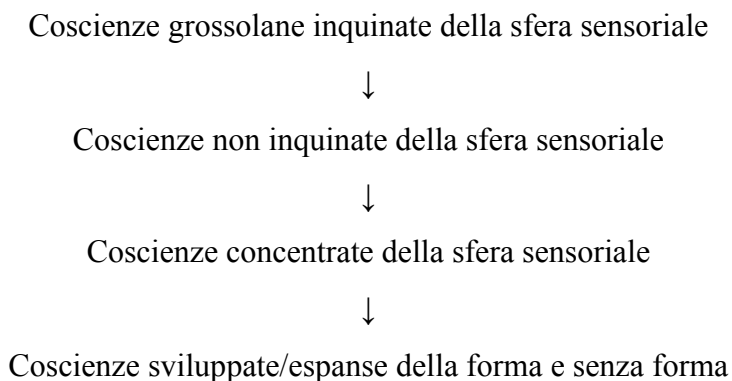 Coscienze grossolane inquinate della sfera sensoriale
↓
Coscienze non inquinate della sfera sensoriale
↓
Coscienze concentrate della sfera sensoriale
↓
Coscienze sviluppate/espanse della forma e senza forma